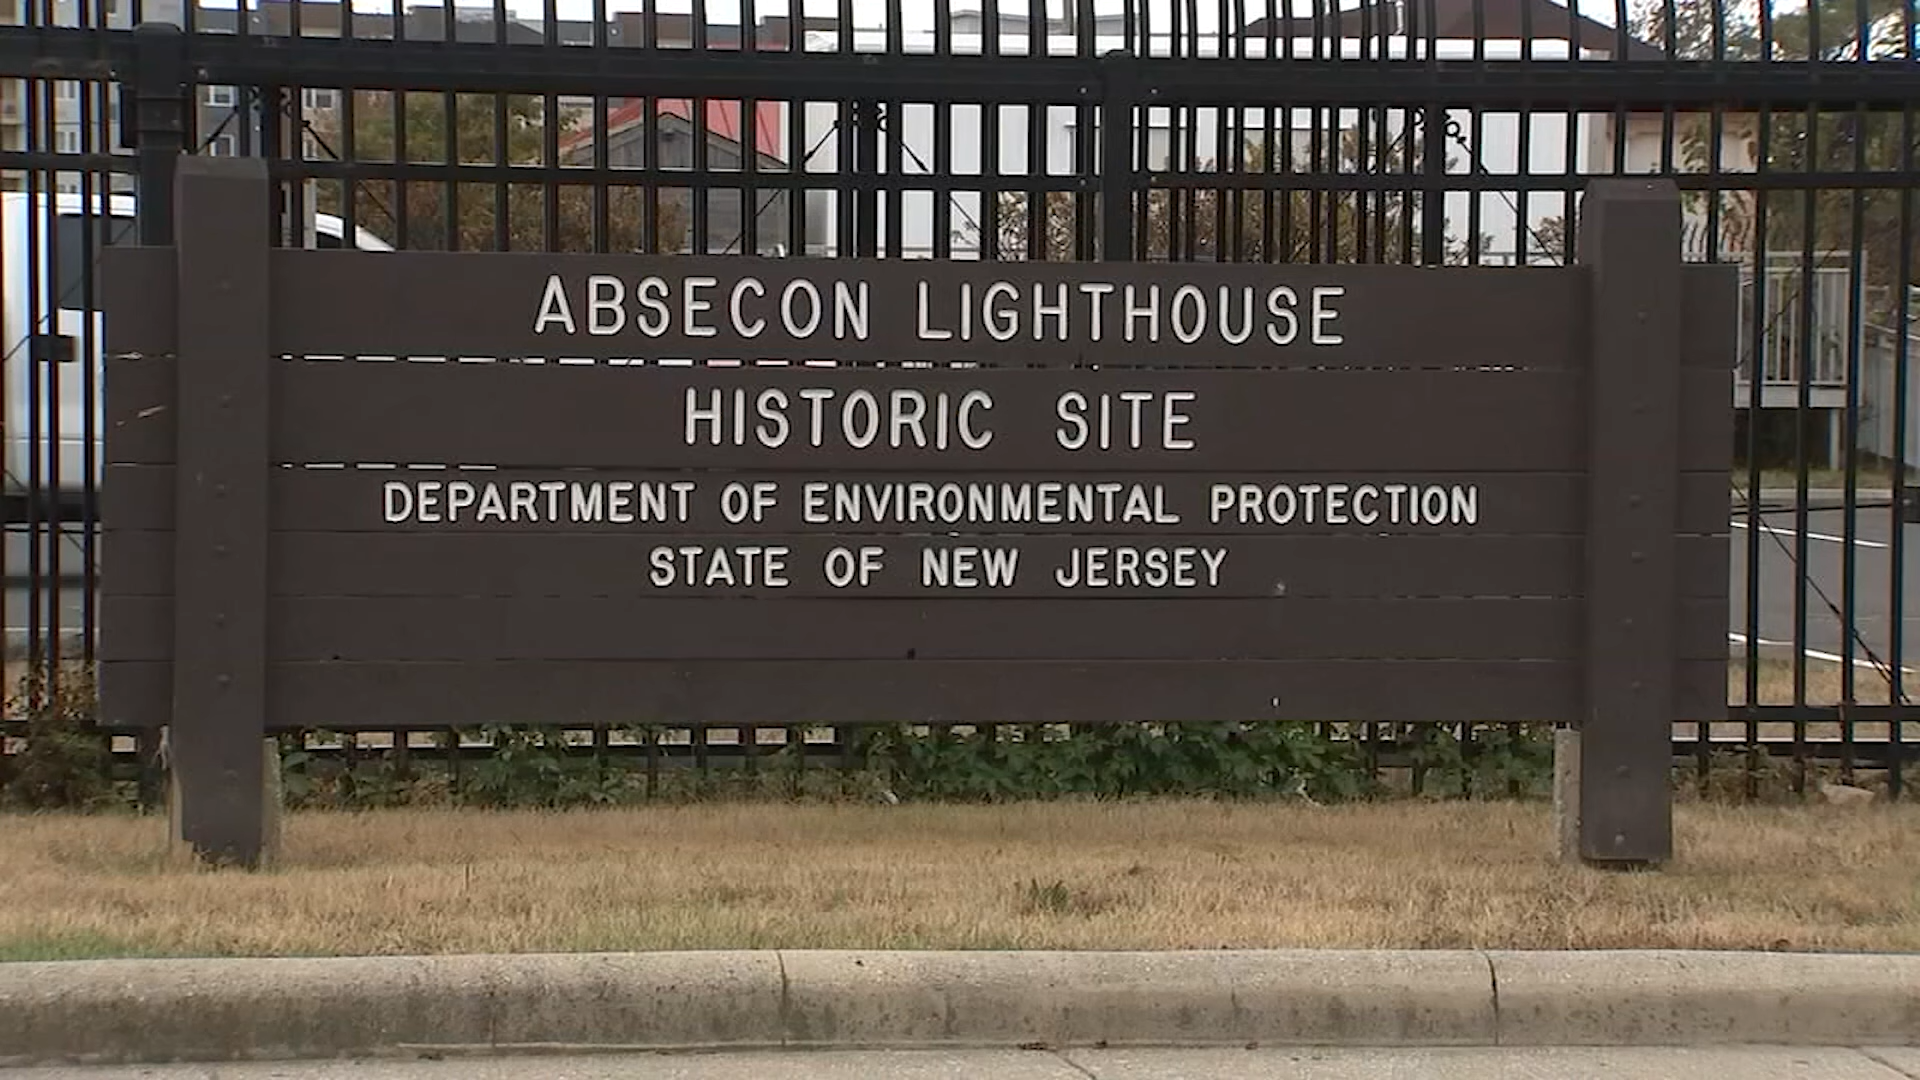 ABSECON LIGHTHOUSE
HISTORIC SITE
DEPARTMENT OF ENVIRONMENTAL PROTECTION
STATE OF NEW JERSEY